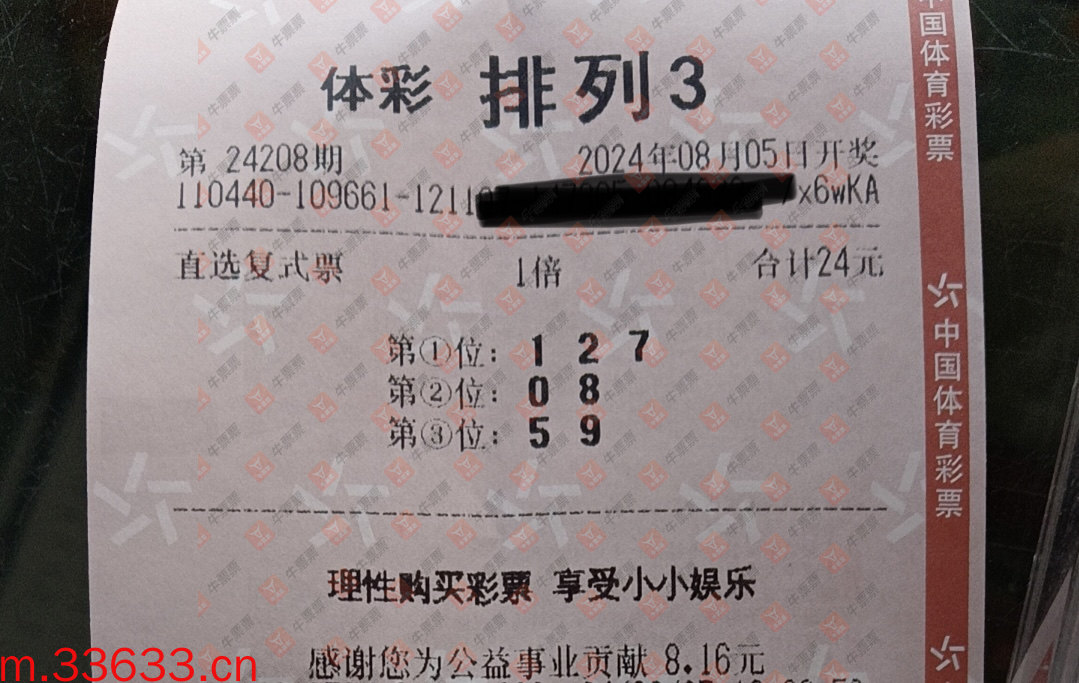 体彩 排列3
第 24208期 2024年08月05日开奖
110440-109661-1211 x6wKA
直选复式票 1倍 合计24元
第①位: 1 2 7
第②位: 0 8
第③位: 5 9
理性购买彩票 享受小小娱乐
感谢您为公益事业贡献 8.16元
中国体育彩票
中国体育彩票
牛票票
m.33633.cn